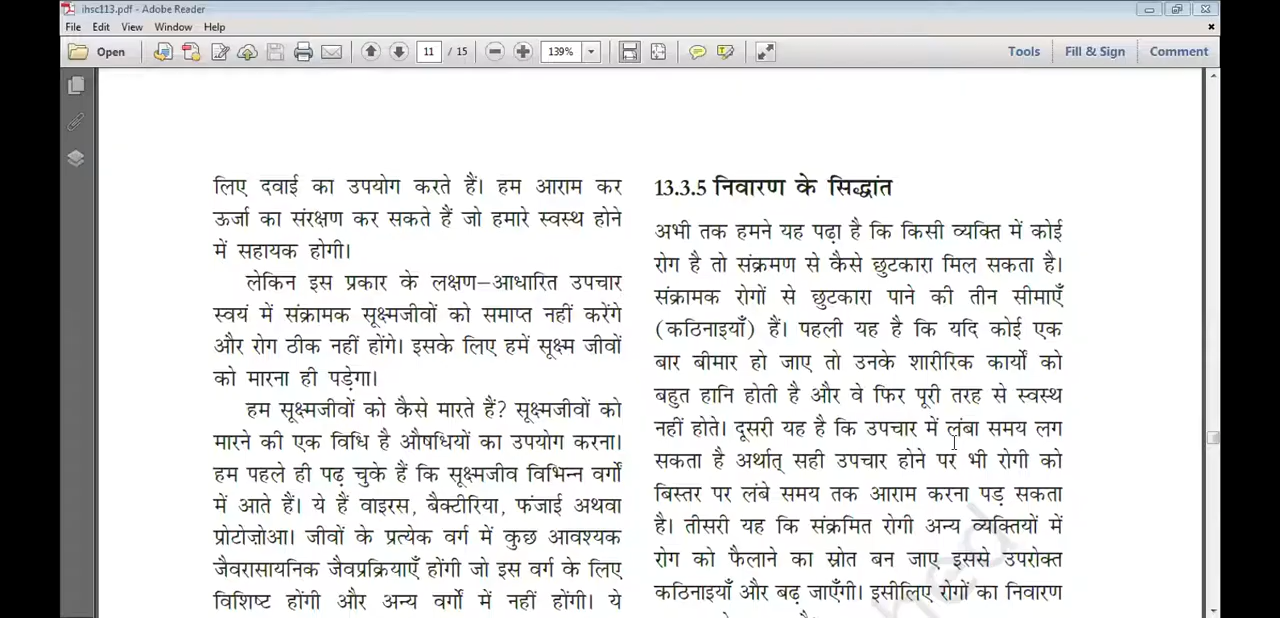 ihsc113.pdf - Adobe Reader
File Edit View Window Help
Open 11 / 15 139% Tools Fill & Sign Comment
लिए दवाई का उपयोग करते हैं। हम आराम कर
ऊर्जा का संरक्षण कर सकते हैं जो हमारे स्वस्थ होने
में सहायक होगी।
लेकिन इस प्रकार के लक्षण–आधारित उपचार
स्वयं में संक्रामक सूक्ष्मजीवों को समाप्त नहीं करेंगे
और रोग ठीक नहीं होंगे। इसके लिए हमें सूक्ष्म जीवों
को मारना ही पड़ेगा।
हम सूक्ष्मजीवों को कैसे मारते हैं? सूक्ष्मजीवों को
मारने की एक विधि है औषधियों का उपयोग करना।
हम पहले ही पढ़ चुके हैं कि सूक्ष्मजीव विभिन्न वर्गों
में आते हैं। ये हैं वाइरस, बैक्टीरिया, फंजाई अथवा
प्रोटोज़ोआ। जीवों के प्रत्येक वर्ग में कुछ आवश्यक
जैवरासायनिक जैवप्रक्रियाएँ होंगी जो इस वर्ग के लिए
विशिष्ट होंगी और अन्य वर्गों में नहीं होंगी। ये
13.3.5 निवारण के सिद्धांत
अभी तक हमने यह पढ़ा है कि किसी व्यक्ति में कोई
रोग है तो संक्रमण से कैसे छुटकारा मिल सकता है।
संक्रामक रोगों से छुटकारा पाने की तीन सीमाएँ
(कठिनाइयाँ) हैं। पहली यह है कि यदि कोई एक
बार बीमार हो जाए तो उनके शारीरिक कार्यों को
बहुत हानि होती है और वे फिर पूरी तरह से स्वस्थ
नहीं होते। दूसरी यह है कि उपचार में लंबा समय लग
सकता है अर्थात् सही उपचार होने पर भी रोगी को
बिस्तर पर लंबे समय तक आराम करना पड़ सकता
है। तीसरी यह कि संक्रमित रोगी अन्य व्यक्तियों में
रोग को फैलाने का स्रोत बन जाए इससे उपरोक्त
कठिनाइयाँ और बढ़ जाएँगी। इसीलिए रोगों का निवारण